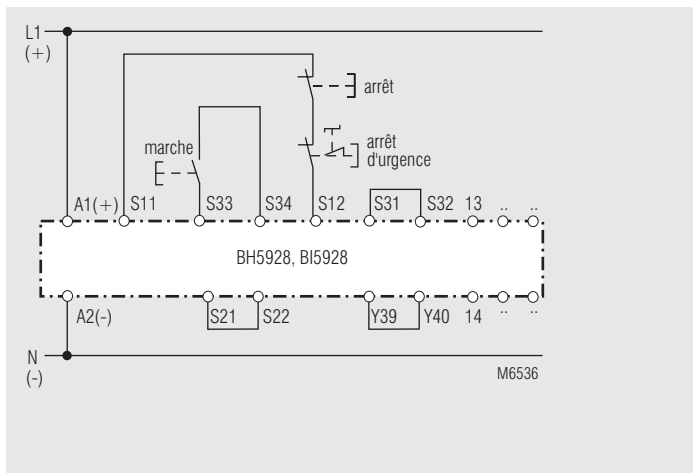 L1
(+)
arrêt
marche
arrêt
d'urgence
A1(+) S11 S33 S34 S12 S31 S32 13 .. ..
BH5928, BI5928
A2(-) S21 S22 Y39 Y40 14 .. ..
N
(-)
M6536